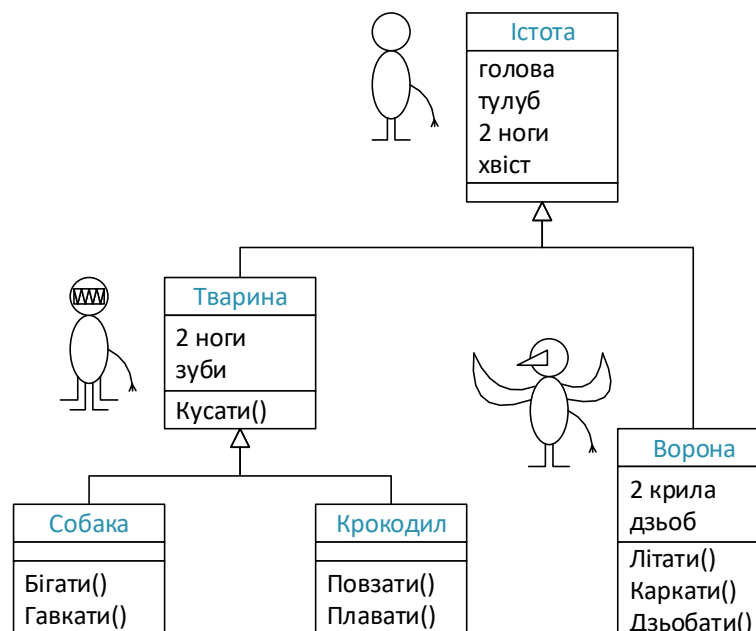 Істота
голова
тулуб
2 ноги
хвіст
Тварина
2 ноги
зуби
Кусати()
Ворона
2 крила
дзьоб
Літати()
Каркати()
Дзьобати()
Собака
Бігати()
Гавкати()
Крокодил
Повзати()
Плавати()